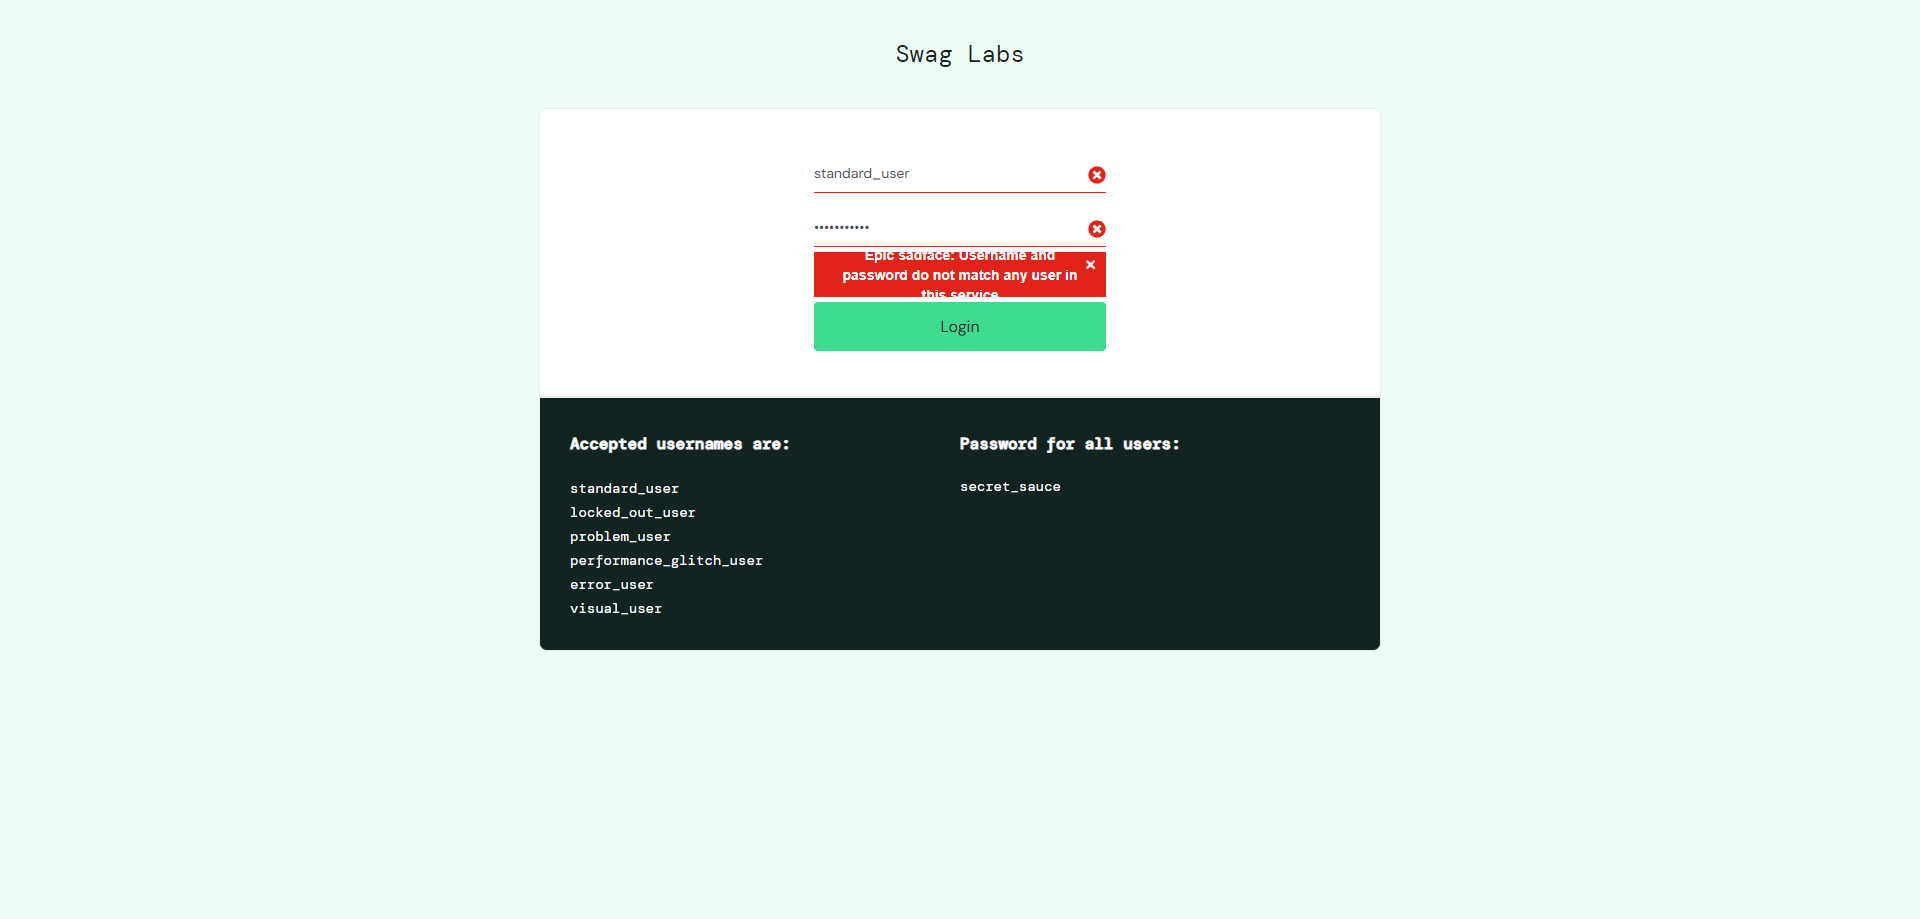 Swag Labs
standard_user
•••••••••••
Epic sadface: Username and
password do not match any user in
this service
Login
Accepted usernames are:
standard_user
locked_out_user
problem_user
performance_glitch_user
error_user
visual_user
Password for all users:
secret_sauce